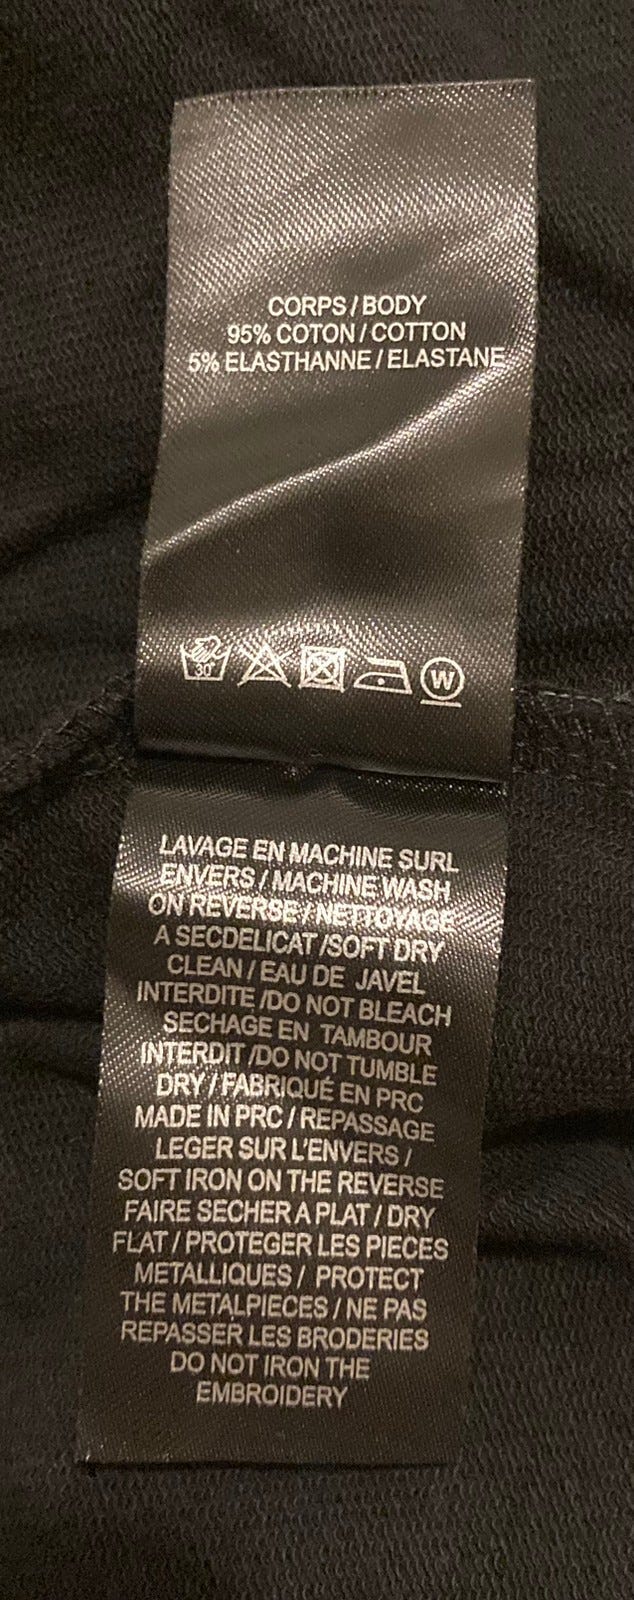 CORPS / BODY
95% COTON / COTTON
5% ELASTHANNE / ELASTANE
30°
W
LAVAGE EN MACHINE SURL
ENVERS / MACHINE WASH
ON REVERSE / NETTOYAGE
A SECDELICAT /SOFT DRY
CLEAN / EAU DE JAVEL
INTERDITE /DO NOT BLEACH
SECHAGE EN TAMBOUR
INTERDIT /DO NOT TUMBLE
DRY / FABRIQUÉ EN PRC
MADE IN PRC / REPASSAGE
LEGER SUR L'ENVERS /
SOFT IRON ON THE REVERSE
FAIRE SECHER A PLAT / DRY
FLAT / PROTEGER LES PIECES
METALLIQUES / PROTECT
THE METALPIECES / NE PAS
REPASSER LES BRODERIES
DO NOT IRON THE
EMBROIDERY